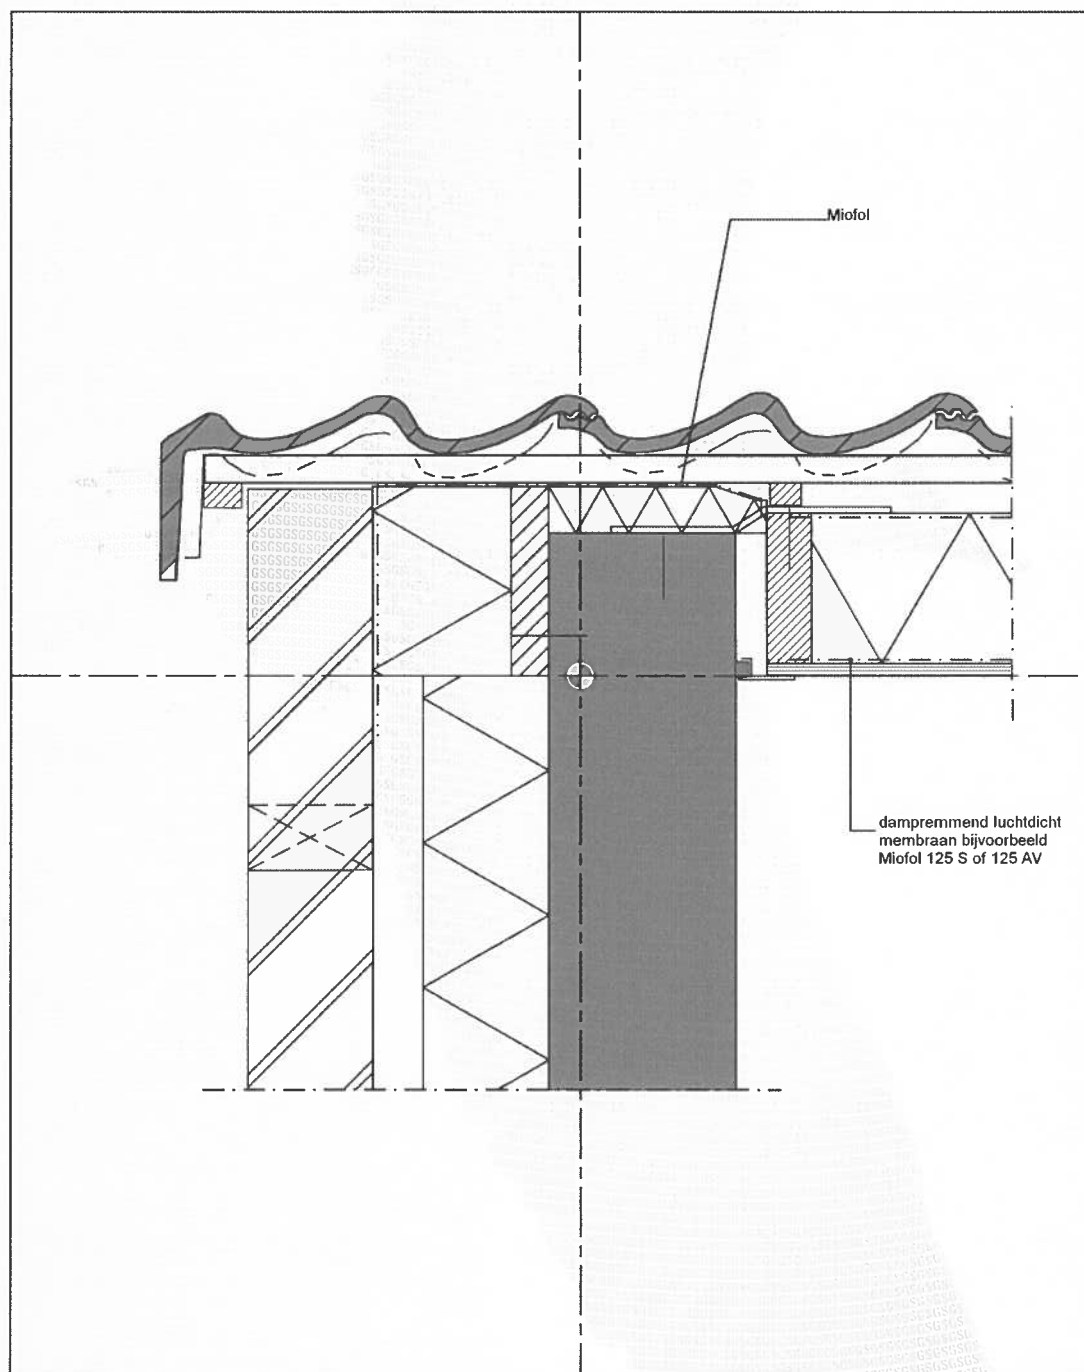 Miofol
dampremmend luchtdicht
membraan bijvoorbeeld
Miofol 125 S of 125 AV